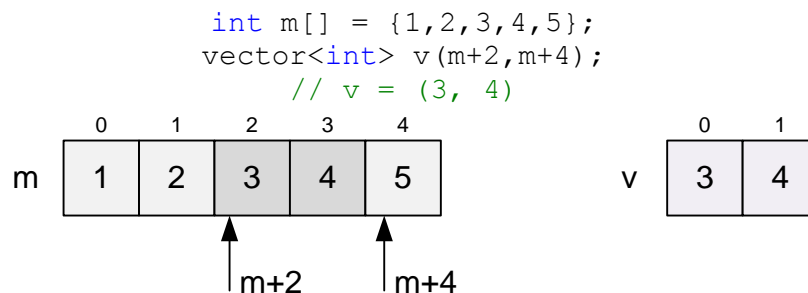 int m[] = {1,2,3,4,5};
vector<int> v(m+2,m+4);
// v = (3, 4)
0 1 2 3 4 0 1
m 1 2 3 4 5 v 3 4
m+2 m+4